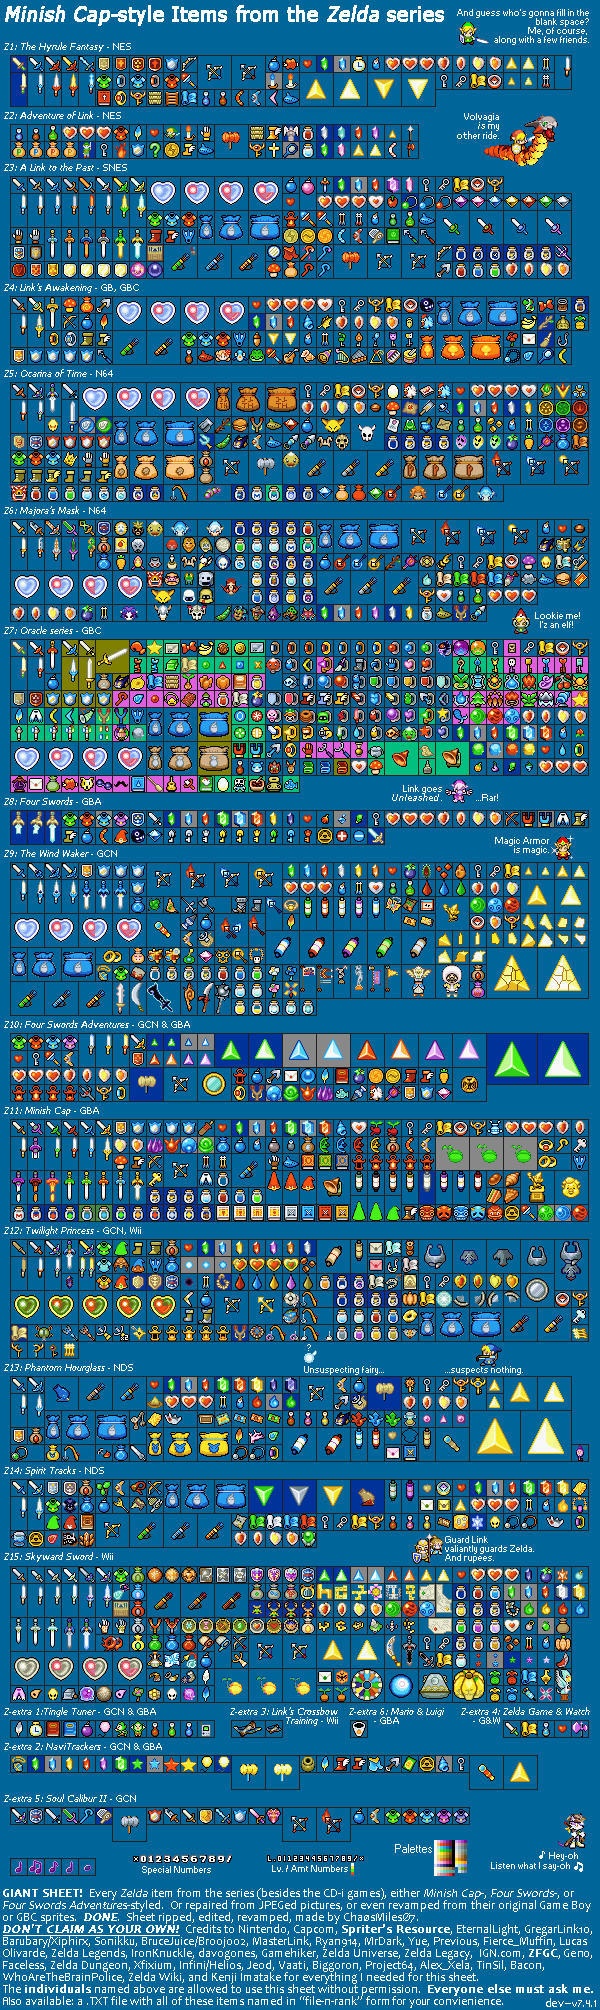 Minish Cap-style Items from the Zelda series
And guess who's gonna fill in the
blank space?
Me, of course,
along with a few friends.
Z1: The Hyrule Fantasy - NES
Z2: Adventure of Link - NES
Volvagia
is my
other ride.
Z3: A Link to the Past - SNES
Z4: Link's Awakening - GB, GBC
Z5: Ocarina of Time - N64
Z6: Majora's Mask - N64
Lookie me!
I'z an elf!
Z7: Oracle series - GBC
Link goes
Unleashed.
...Rar!
Z8: Four Swords - GBA
Magic Armor
is magic.
Z9: The Wind Waker - GCN
Z10: Four Swords Adventures - GCN & GBA
Z11: Minish Cap - GBA
Z12: Twilight Princess - GCN, Wii
?
Unsuspecting fairy...
...suspects nothing.
Z13: Phantom Hourglass - NDS
Z14: Spirit Tracks - NDS
Guard Link
valiantly guards Zelda.
And rupees.
Z15: Skyward Sword - Wii
Z-extra 1:Tingle Tuner - GCN & GBA
Z-extra 3: Link's Crossbow
Training - Wii
Z-extra 6: Mario & Luigi
- GBA
Z-extra 4: Zelda Game & Watch
- G&W
Z-extra 2: NaviTrackers - GCN & GBA
Z-extra 5: Soul Calibur II - GCN
×0123456789/
Special Numbers
L.0123456789/×
Lv. / Amt Numbers
Palettes
♪ Hey-oh
Listen what I say-oh ♫
GIANT SHEET! Every Zelda item from the series (besides the CD-i games), either Minish Cap-, Four Swords-, or
Four Swords Adventures-styled. Or repaired from JPEGed pictures, or even revamped from their original Game Boy
or GBC sprites. DONE. Sheet ripped, edited, revamped, made by Cha0sMiles07.
DON'T CLAIM AS YOUR OWN! Credits to Nintendo, Capcom, Spriter's Resource, EternalLight, GregarLink10,
Barubary/Xiphirx, Sonikku, BruceJuice/Brooj002, MasterLink, Ryan914, MrDark, Yue, Previous, Fierce_Muffin, Lucas
Olivarde, Zelda Legends, IronKnuckle, davogones, Gamehiker, Zelda Universe, Zelda Legacy, IGN.com, ZFGC, Geno,
Faceless, Zelda Dungeon, Xfixium, Infini/Helios, Jeod, Vaati, Biggoron, Project64, Alex_Xela, TinSil, Bacon,
WhoAreTheBrainPolice, Zelda Wiki, and Kenji Imatake for everything I needed for this sheet.
The individuals named above are allowed to use this sheet without permission. Everyone else must ask me.
Also available: a .TXT file with all of these items named in "file-n-rank" form for your convenience.
dev—v7.4.1